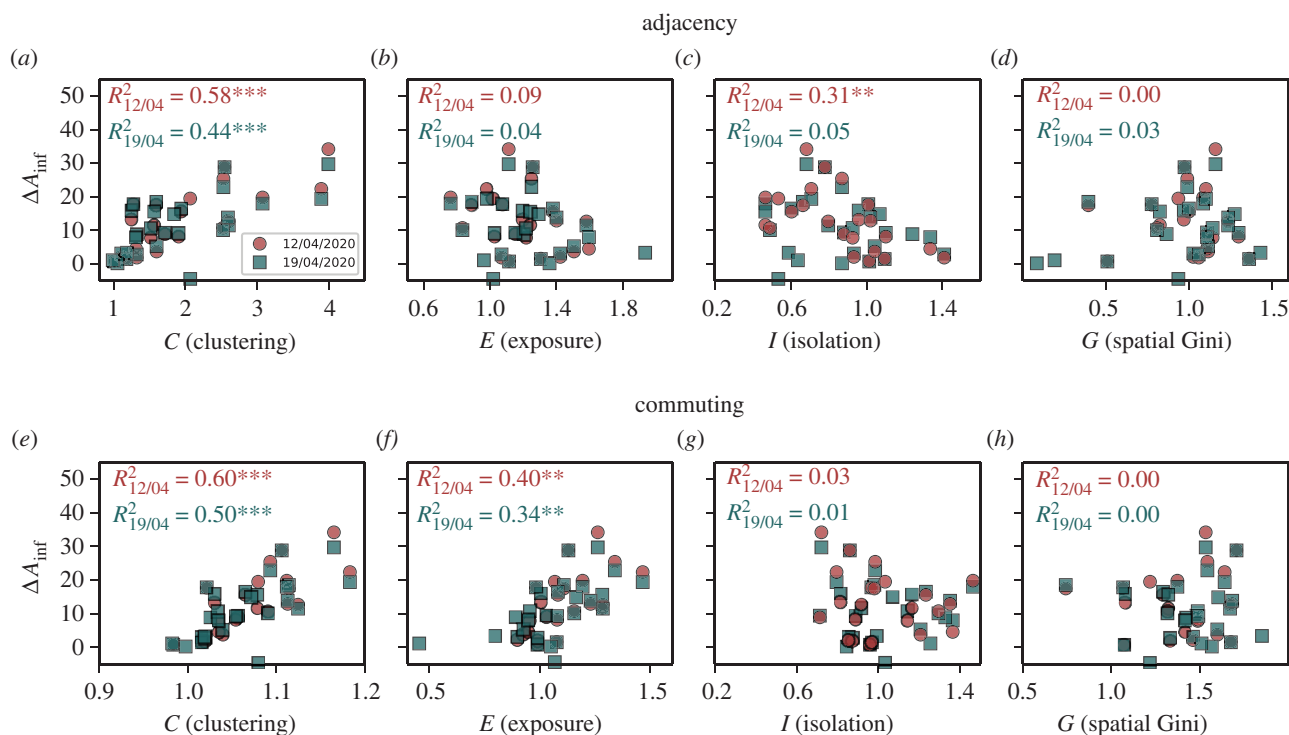 adjacency
(a) (b) (c) (d)
R²12/04 = 0.58*** R²12/04 = 0.09 R²12/04 = 0.31** R²12/04 = 0.00
R²19/04 = 0.44*** R²19/04 = 0.04 R²19/04 = 0.05 R²19/04 = 0.03
50
40
30
20
10
0
ΔAinf
12/04/2020
19/04/2020
1 2 3 4 0.6 1.0 1.4 1.8 0.2 0.6 1.0 1.4 0.5 1.0 1.5
C (clustering) E (exposure) I (isolation) G (spatial Gini)
commuting
(e) (f) (g) (h)
R²12/04 = 0.60*** R²12/04 = 0.40** R²12/04 = 0.03 R²12/04 = 0.00
R²19/04 = 0.50*** R²19/04 = 0.34** R²19/04 = 0.01 R²19/04 = 0.00
50
40
30
20
10
0
ΔAinf
0.9 1.0 1.1 1.2 0.5 1.0 1.5 0.2 0.6 1.0 1.4 0.5 1.0 1.5
C (clustering) E (exposure) I (isolation) G (spatial Gini)